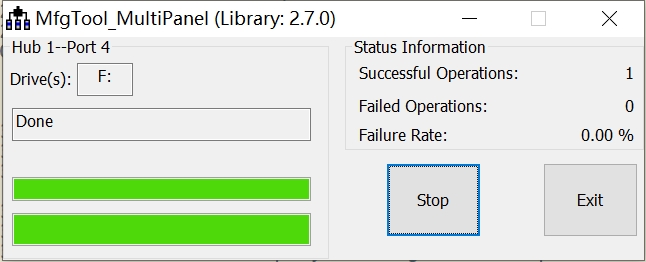 MfgTool_MultiPanel (Library: 2.7.0)
Hub 1--Port 4
Drive(s): F:
Done
Status Information
Successful Operations: 1
Failed Operations: 0
Failure Rate: 0.00 %
Stop
Exit